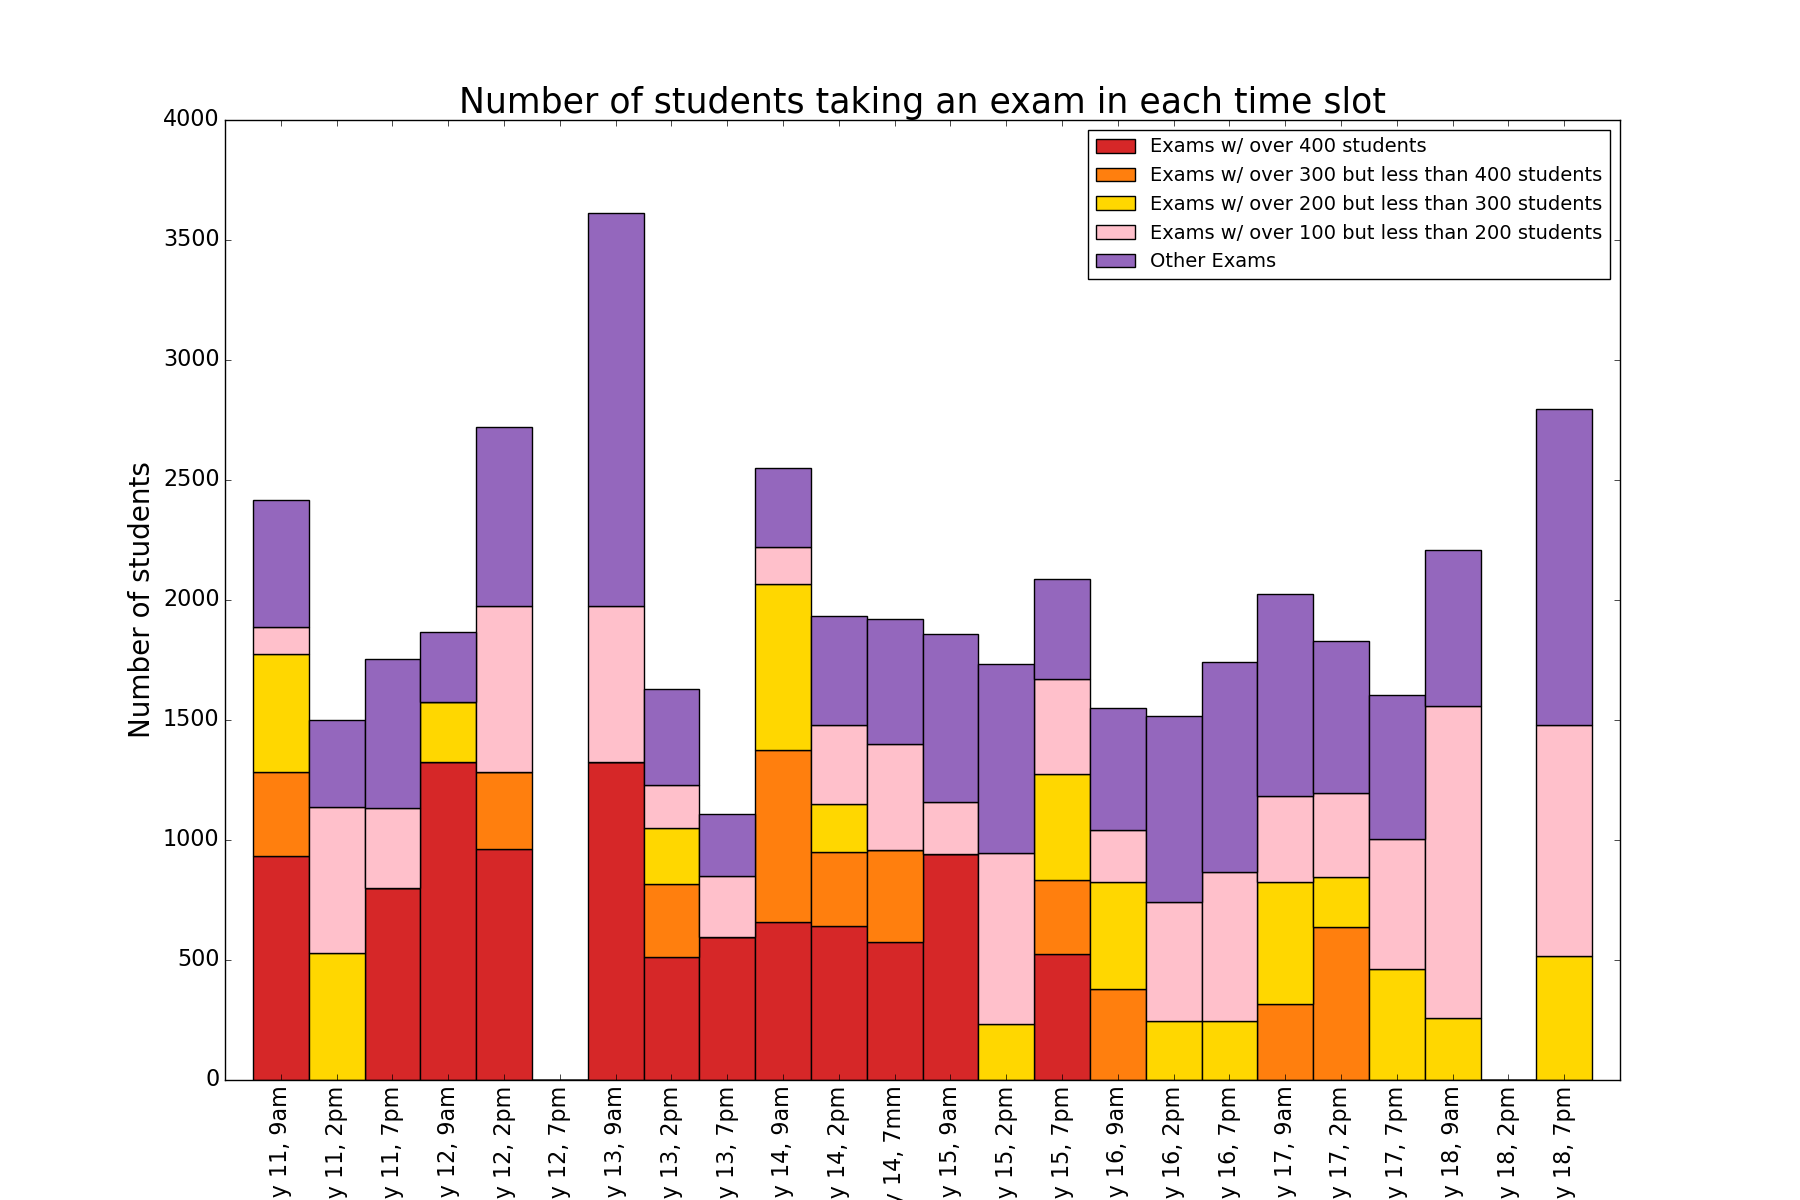 Number of students taking an exam in each time slot
Exams w/ over 400 students
Exams w/ over 300 but less than 400 students
Exams w/ over 200 but less than 300 students
Exams w/ over 100 but less than 200 students
Other Exams
Number of students
4000
3500
3000
2500
2000
1500
1000
500
0
y 11, 9am
y 11, 2pm
y 11, 7pm
y 12, 9am
y 12, 2pm
y 12, 7pm
y 13, 9am
y 13, 2pm
y 13, 7pm
y 14, 9am
y 14, 2pm
y 14, 7mm
y 15, 9am
y 15, 2pm
y 15, 7pm
y 16, 9am
y 16, 2pm
y 16, 7pm
y 17, 9am
y 17, 2pm
y 17, 7pm
y 18, 9am
y 18, 2pm
y 18, 7pm